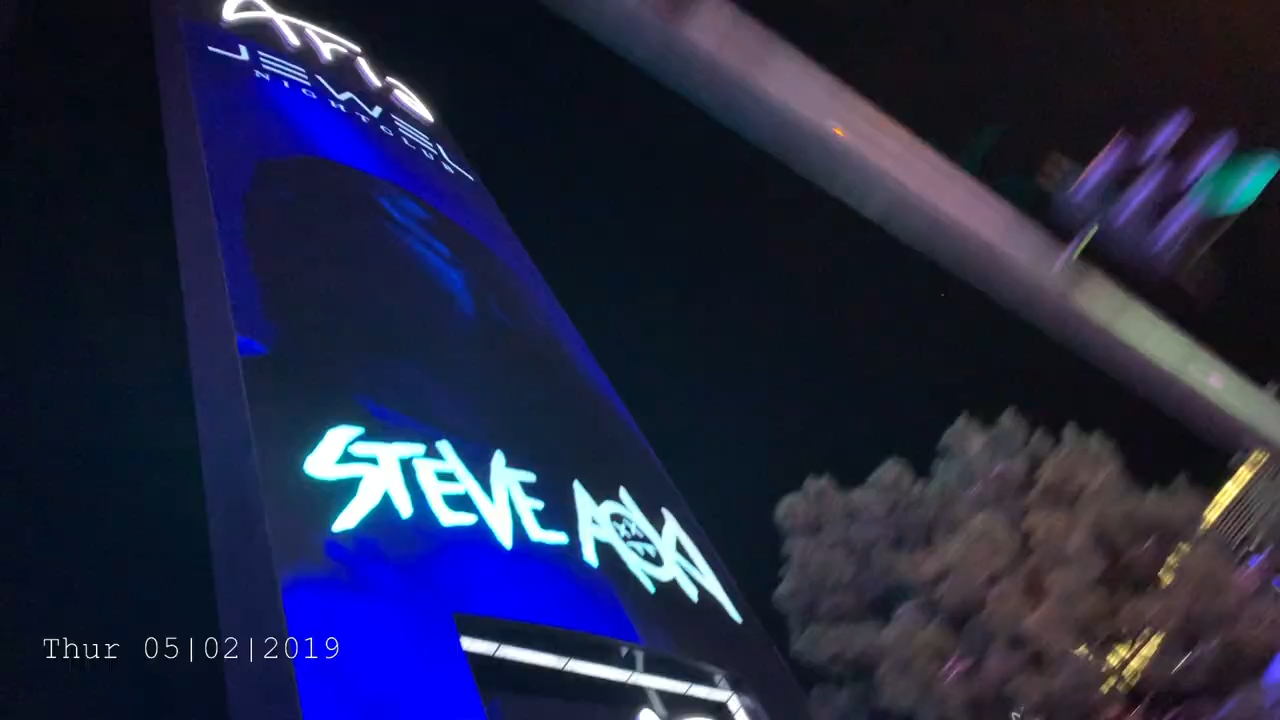 ARIA
JEWEL
NIGHTCLUB
STEVE AOKI
Thur 05|02|2019